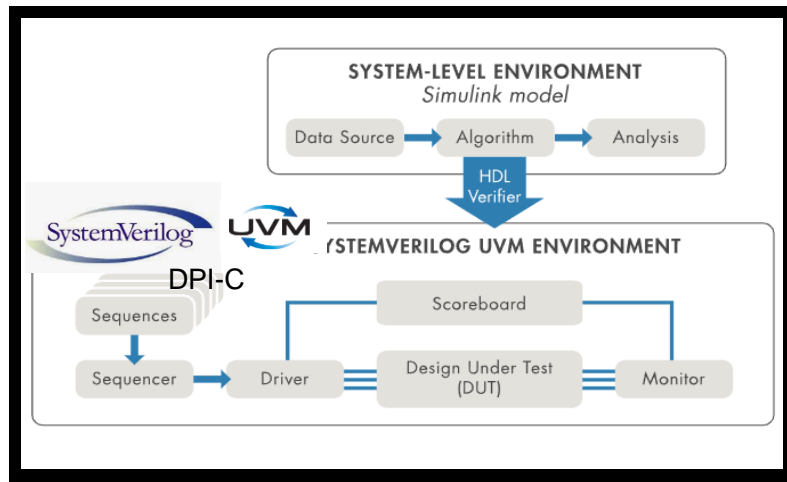 SYSTEM-LEVEL ENVIRONMENT
Simulink model
Data Source
Algorithm
Analysis
HDL
Verifier
SystemVerilog
UVM
YSTEMVERILOG UVM ENVIRONMENT
DPI-C
Sequences
Scoreboard
Sequencer
Driver
Design Under Test
(DUT)
Monitor